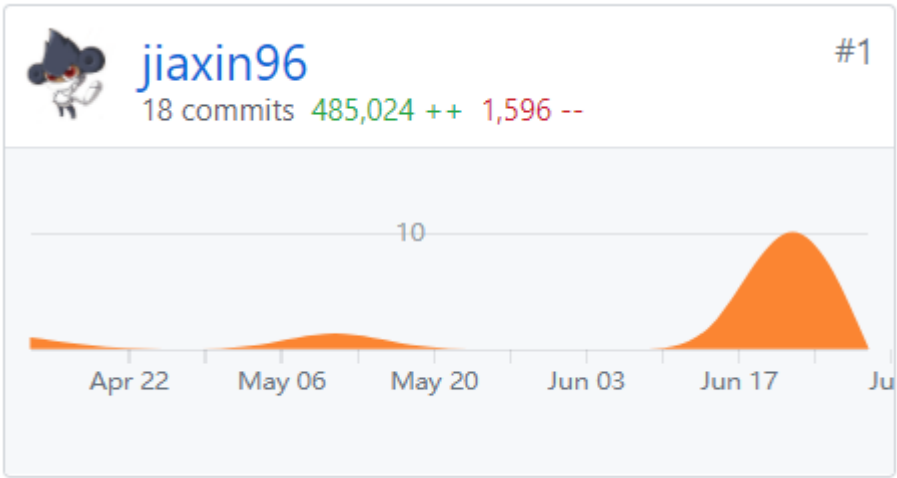 jiaxin96
#1
18 commits 485,024 ++ 1,596 --
10
Apr 22 May 06 May 20 Jun 03 Jun 17 Ju